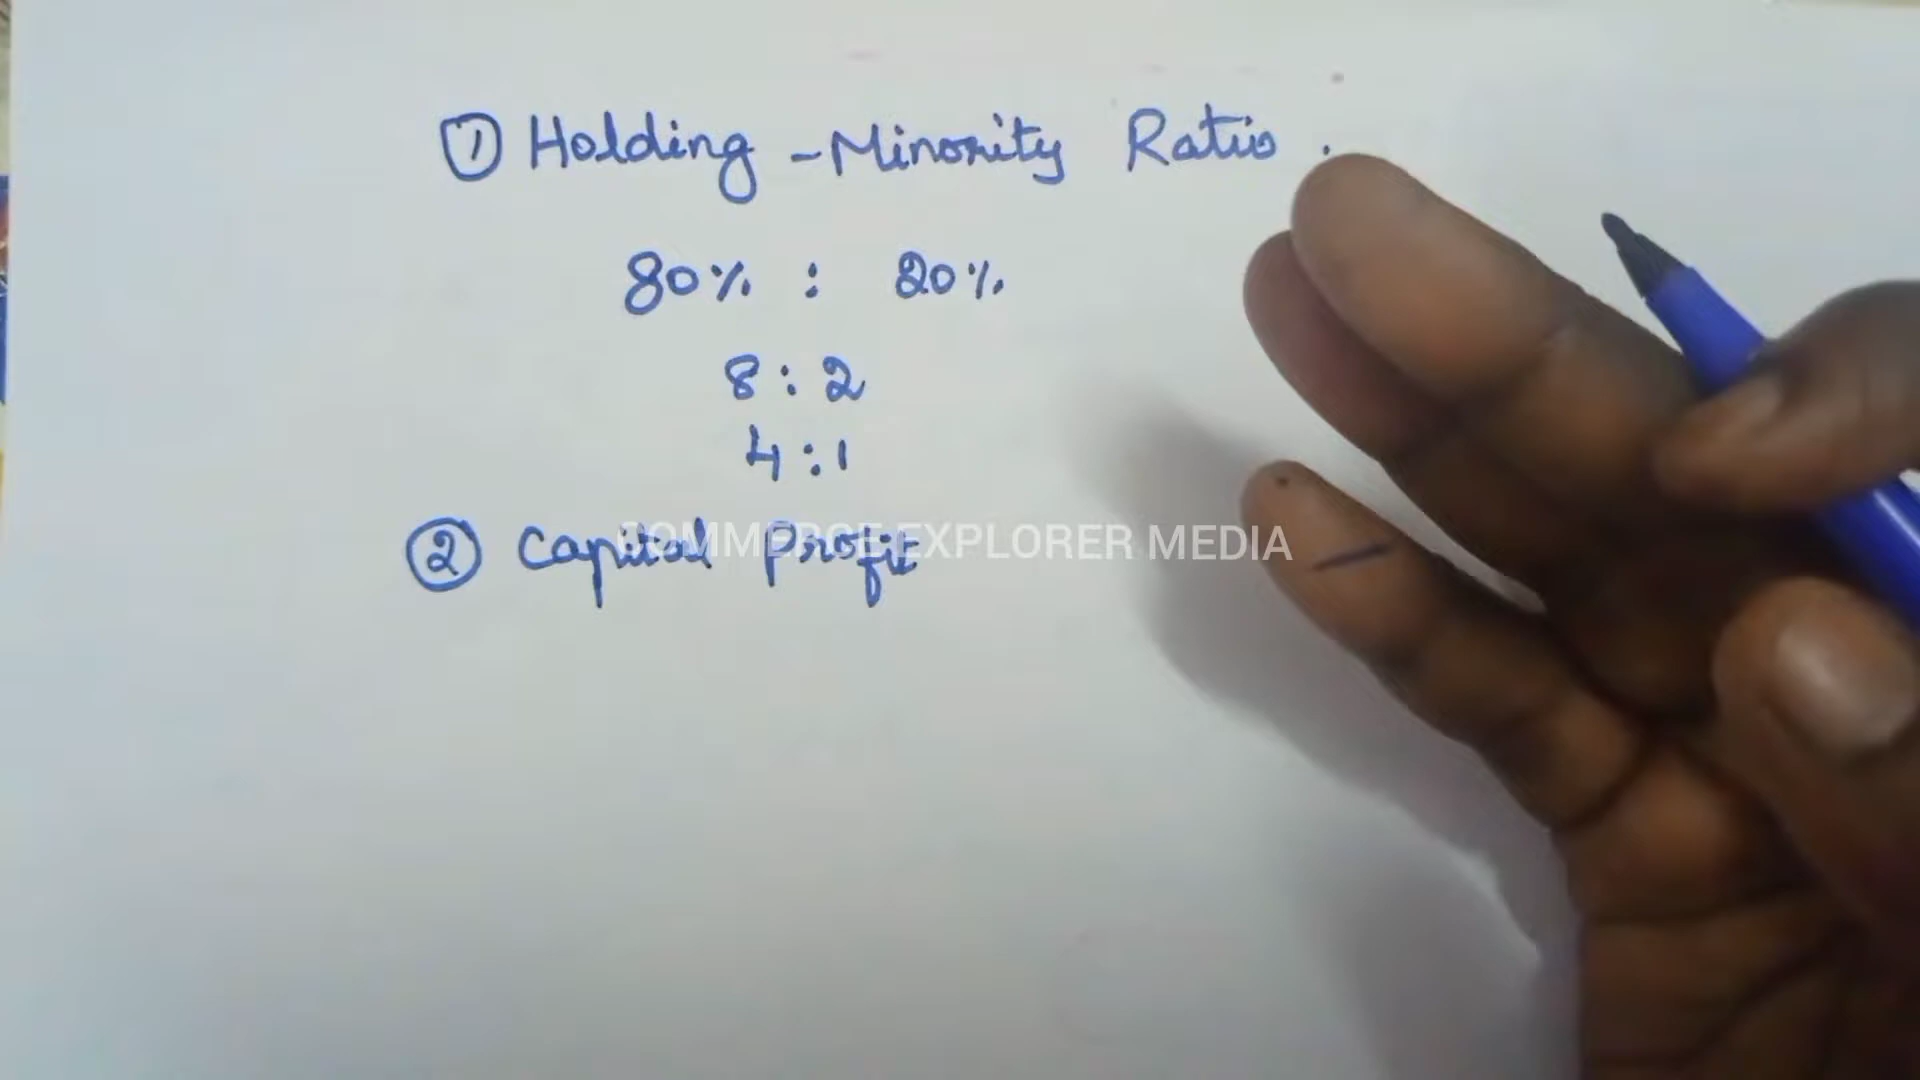 ① Holding - Minority Ratio.
80% : 20%
8 : 2
4 : 1
② Capital Profit
COMMERCE EXPLORER MEDIA